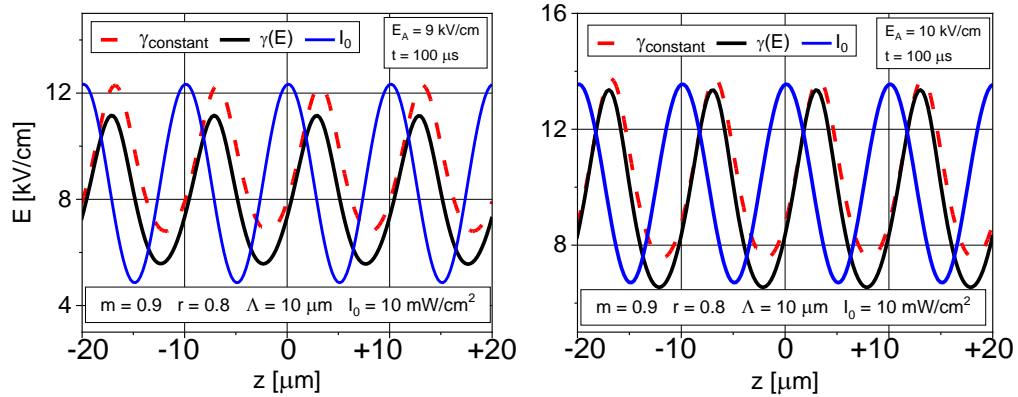 γconstant γ(E) I0
EA = 9 kV/cm
t = 100 μs
12
8
4
E [kV/cm]
m = 0.9 r = 0.8 Λ = 10 μm I0 = 10 mW/cm2
-20 -10 0 +10 +20
z [μm]
16
γconstant γ(E) I0
EA = 10 kV/cm
t = 100 μs
12
8
m = 0.9 r = 0.8 Λ = 10 μm I0 = 10 mW/cm2
-20 -10 0 +10 +20
z [μm]